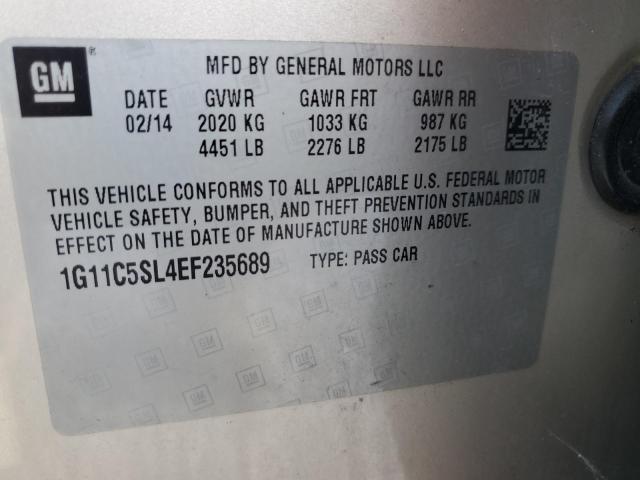 GM ®
MFD BY GENERAL MOTORS LLC
DATE GVWR GAWR FRT GAWR RR
02/14 2020 KG 1033 KG 987 KG
4451 LB 2276 LB 2175 LB
THIS VEHICLE CONFORMS TO ALL APPLICABLE U.S. FEDERAL MOTOR
VEHICLE SAFETY, BUMPER, AND THEFT PREVENTION STANDARDS IN
EFFECT ON THE DATE OF MANUFACTURE SHOWN ABOVE.
1G11C5SL4EF235689 TYPE: PASS CAR